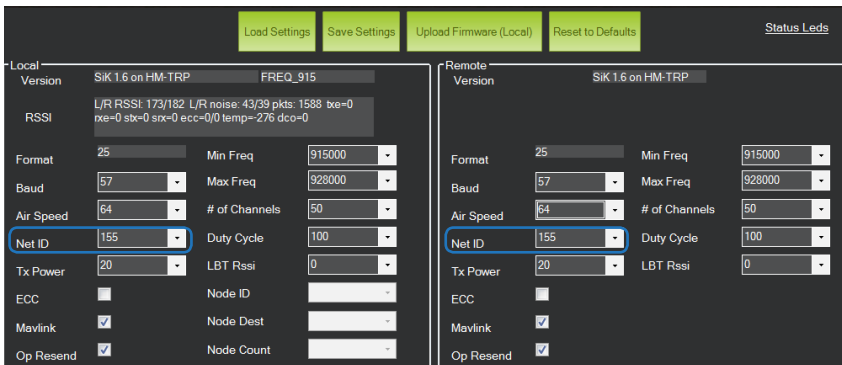 Load Settings Save Settings Upload Firmware (Local) Reset to Defaults Status Leds
Local
Version SiK 1.6 on HM-TRP FREQ_915
RSSI L/R RSSI: 173/182 L/R noise: 43/39 pkts: 1588 txe=0
rxe=0 stx=0 srx=0 ecc=0/0 temp=-276 dco=0
Format 25 Min Freq 915000
Baud 57 Max Freq 928000
Air Speed 64 # of Channels 50
Net ID 155 Duty Cycle 100
Tx Power 20 LBT Rssi 0
ECC Node ID
Mavlink Node Dest
Op Resend Node Count
Remote
Version SiK 1.6 on HM-TRP
Format 25 Min Freq 915000
Baud 57 Max Freq 928000
Air Speed 64 # of Channels 50
Net ID 155 Duty Cycle 100
Tx Power 20 LBT Rssi 0
ECC
Mavlink
Op Resend